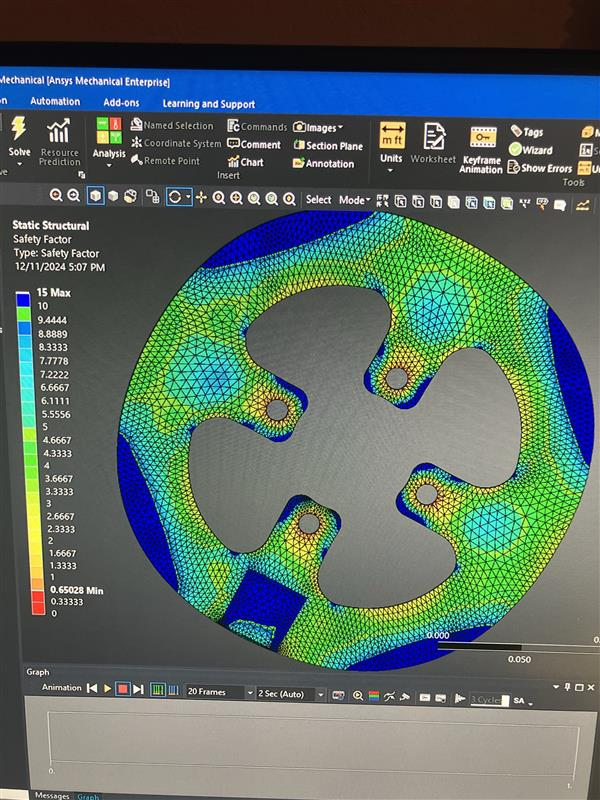 Mechanical [Ansys Mechanical Enterprise]
Automation Add-ons Learning and Support
Solve
Resource Prediction
Analysis
Named Selection
Coordinate System
Remote Point
Commands
Comment
Chart
Images
Section Plane
Annotation
Insert
Units
Worksheet
Keyframe Animation
Tags
Wizard
Show Errors
Tools
Select Mode
Static Structural
Safety Factor
Type: Safety Factor
12/11/2024 5:07 PM
15 Max
10
9.4444
8.8889
8.3333
7.7778
7.2222
6.6667
6.1111
5.5556
5
4.6667
4.3333
4
3.6667
3.3333
3
2.6667
2.3333
2
1.6667
1.3333
1
0.65028 Min
0.33333
0
0.000
0.050
Graph
Animation 20 Frames 2 Sec (Auto) 3 Cycles SA
0.
1.
Messages Graph